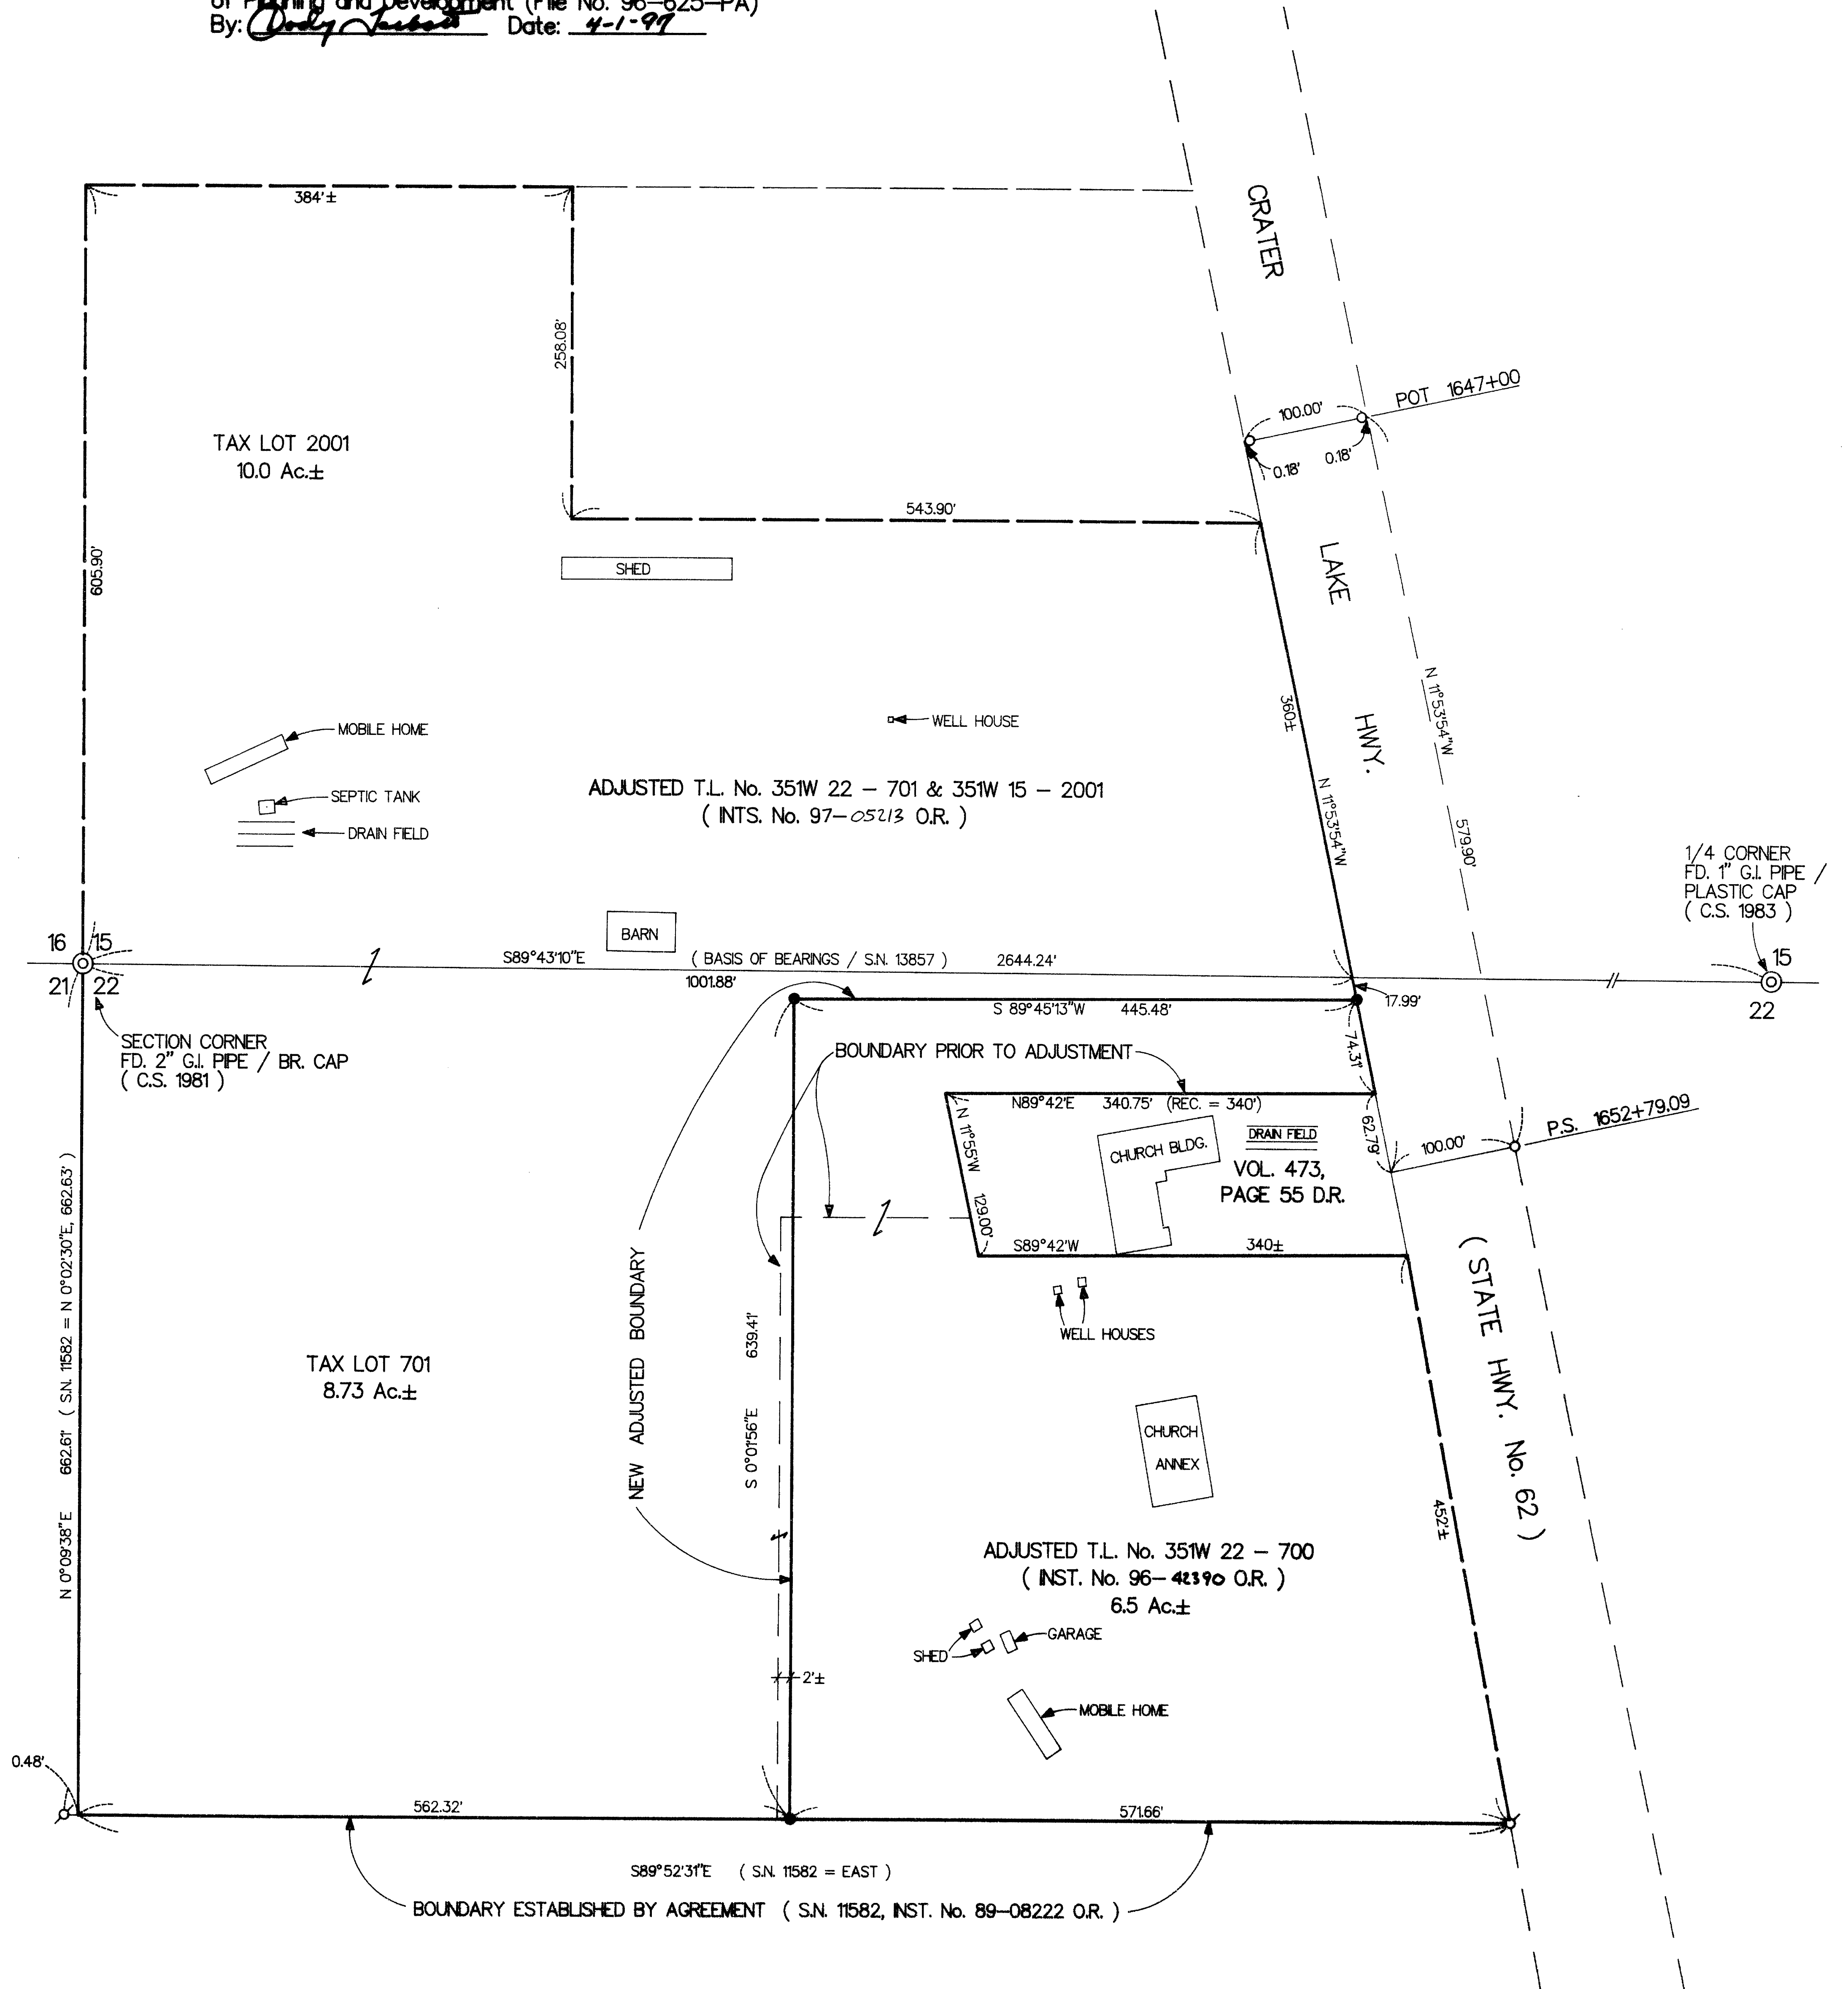 of Planning and Development (File No. 96-625-PA)
By: Date: 4-1-97
384'±
CRATER
258.08'
POT 1647+00
100.00'
0.18' 0.18'
TAX LOT 2001
10.0 Ac.±
543.90'
LAKE
605.90'
SHED
N 11°53'54"W
360±
HWY.
MOBILE HOME
WELL HOUSE
SEPTIC TANK
DRAIN FIELD
ADJUSTED T.L. No. 351W 22 - 701 & 351W 15 - 2001
( INTS. No. 97-05213 O.R. )
N 11°53'54"W
579.90'
1/4 CORNER
FD. 1" G.I. PIPE /
PLASTIC CAP
( C.S. 1983 )
BARN
16 15
S89°43'10"E ( BASIS OF BEARINGS / S.N. 13857 ) 2644.24'
15
1001.88'
21 22
22
17.99'
S 89°45'13"W 445.48'
SECTION CORNER
FD. 2" G.I. PIPE / BR. CAP
( C.S. 1981 )
74.31'
BOUNDARY PRIOR TO ADJUSTMENT
N89°42'E 340.75' (REC. = 340')
P.S. 1652+79.09
62.79'
100.00'
N 11°55'W 129.00'
CHURCH BLDG.
DRAIN FIELD
VOL. 473,
PAGE 55 D.R.
S89°42'W 340±
( STATE HWY. No. 62 )
WELL HOUSES
N 0°09'38"E 662.61' ( S.N. 11582 = N 0°02'30"E, 662.63' )
TAX LOT 701
8.73 Ac.±
NEW ADJUSTED BOUNDARY
S 0°01'56"E 639.41'
CHURCH
ANNEX
452'±
ADJUSTED T.L. No. 351W 22 - 700
( INST. No. 96-42390 O.R. )
6.5 Ac.±
SHED
GARAGE
2'±
MOBILE HOME
0.48'
562.32'
571.66'
S89°52'31"E ( S.N. 11582 = EAST )
BOUNDARY ESTABLISHED BY AGREEMENT ( S.N. 11582, INST. No. 89-08222 O.R. )